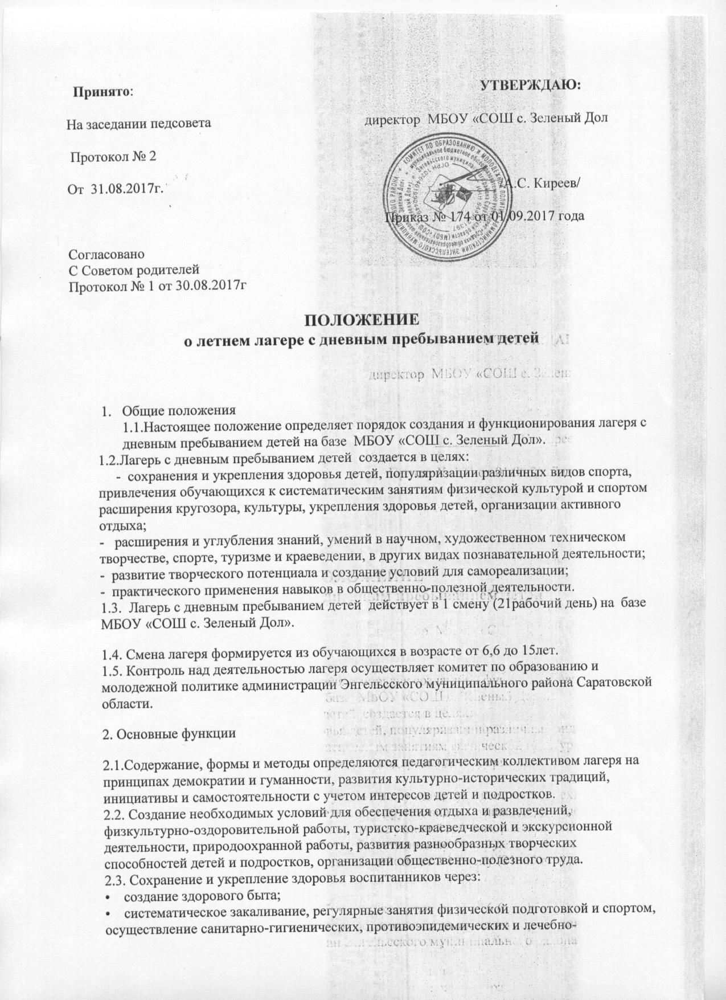 Принято:
На заседании педсовета
Протокол № 2
От 31.08.2017г.
Согласовано
С Советом родителей
Протокол № 1 от 30.08.2017г
УТВЕРЖДАЮ:
директор МБОУ «СОШ с. Зеленый Дол
А.С. Киреев/
Приказ № 174 от 01.09.2017 года
ПОЛОЖЕНИЕ
о летнем лагере с дневным пребыванием детей
директор МБОУ «СОШ с.
1. Общие положения
1.1.Настоящее положение определяет порядок создания и функционирования лагеря с
дневным пребыванием детей на базе МБОУ «СОШ с. Зеленый Дол».
1.2.Лагерь с дневным пребыванием детей создается в целях:
- сохранения и укрепления здоровья детей, популяризации различных видов спорта,
привлечения обучающихся к систематическим занятиям физической культурой и спортом
расширения кругозора, культуры, укрепления здоровья детей, организации активного
отдыха;
- расширения и углубления знаний, умений в научном, художественном техническом
творчестве, спорте, туризме и краеведении, в других видах познавательной деятельности;
- развитие творческого потенциала и создание условий для самореализации;
- практического применения навыков в общественно-полезной деятельности.
1.3. Лагерь с дневным пребыванием детей действует в 1 смену (21рабочий день) на базе
МБОУ «СОШ с. Зеленый Дол».
1.4. Смена лагеря формируется из обучающихся в возрасте от 6,6 до 15лет.
1.5. Контроль над деятельностью лагеря осуществляет комитет по образованию и
молодежной политике администрации Энгельсского муниципального района Саратовской
области.
2. Основные функции
2.1.Содержание, формы и методы определяются педагогическим коллективом лагеря на
принципах демократии и гуманности, развития культурно-исторических традиций,
инициативы и самостоятельности с учетом интересов детей и подростков.
2.2. Создание необходимых условий для обеспечения отдыха и развлечений,
физкультурно-оздоровительной работы, туристско-краеведческой и экскурсионной
деятельности, природоохранной работы, развития разнообразных творческих
способностей детей и подростков, организации общественно-полезного труда.
2.3. Сохранение и укрепление здоровья воспитанников через:
• создание здорового быта;
• систематическое закаливание, регулярные занятия физической подготовкой и спортом,
осуществление санитарно-гигиенических, противоэпидемических и лечебно-